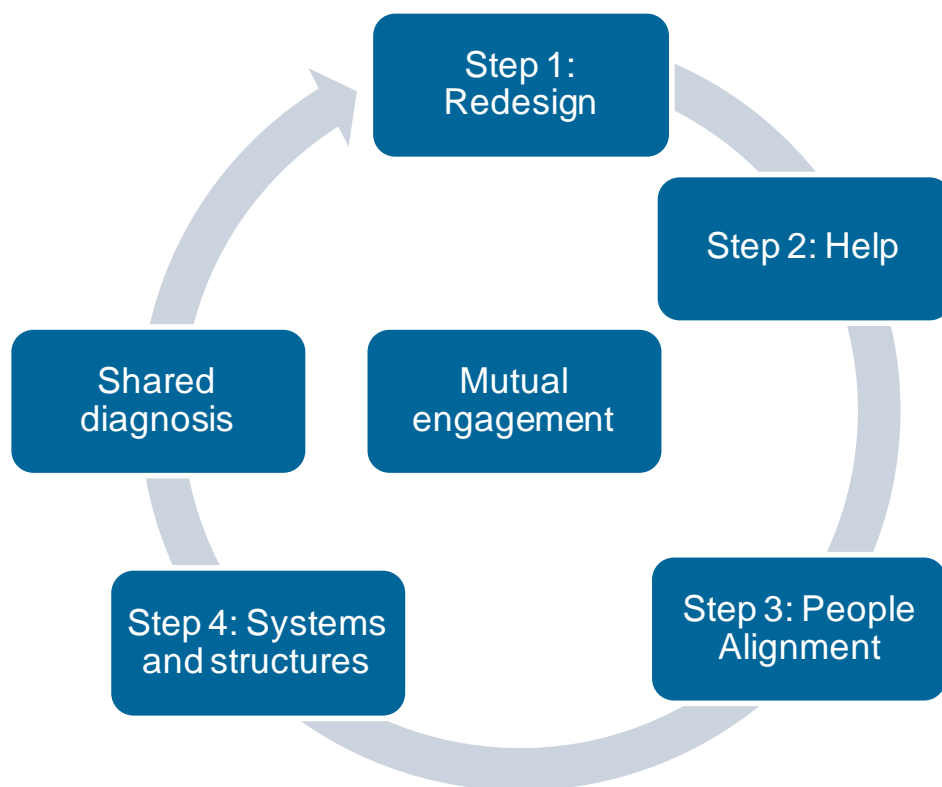 Step 1:
Redesign
Step 2: Help
Shared
diagnosis
Mutual
engagement
Step 3: People
Alignment
Step 4: Systems
and structures